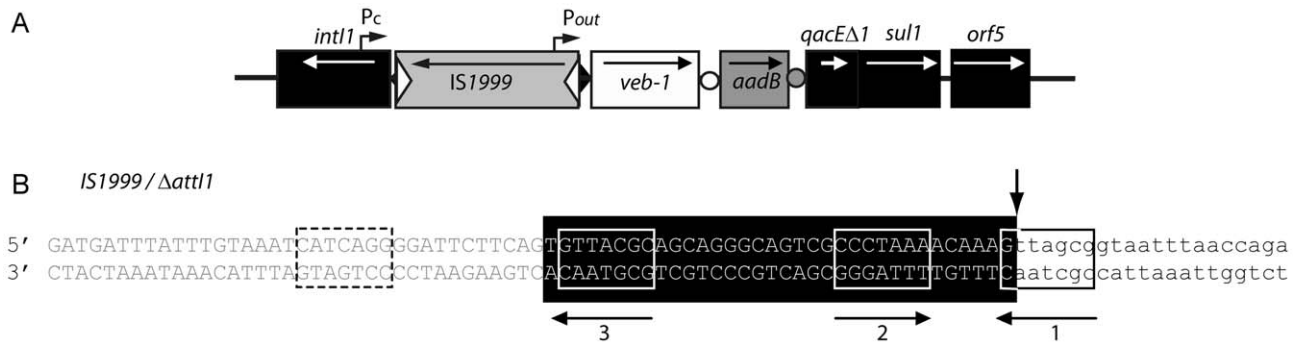 A
Pc Pout
intI1 qacEΔ1 sul1 orf5
IS1999 veb-1 aadB
B IS1999 / ΔattI1
5' GATGATTTATTTGTAAATCATCAGGGGATTCTTCAGTGTTACGCAGCAGGGCAGTCGCCCTAAAACAAAGttagcggtaatttaaccaga
3' CTACTAAATAAACATTTAGTAGTCCCCTAAGAAGTCACAATGCGTCGTCCCGTCAGCGGGATTTTGTTTCaatcgccattaaattggtct
3 2 1